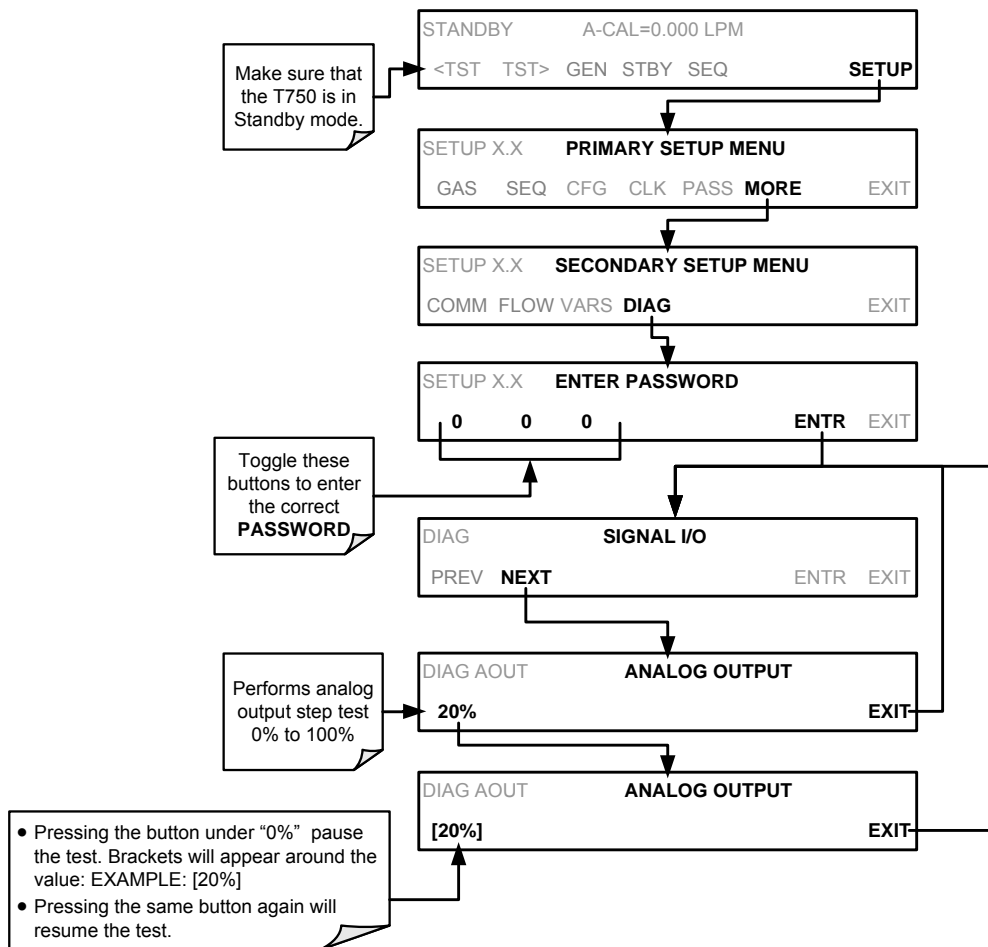 STANDBY A-CAL=0.000 LPM
<TST TST> GEN STBY SEQ SETUP
Make sure that
the T750 is in
Standby mode.
SETUP X.X PRIMARY SETUP MENU
GAS SEQ CFG CLK PASS MORE EXIT
SETUP X.X SECONDARY SETUP MENU
COMM FLOW VARS DIAG EXIT
SETUP X.X ENTER PASSWORD
0 0 0 ENTR EXIT
Toggle these
buttons to enter
the correct
PASSWORD
DIAG SIGNAL I/O
PREV NEXT ENTR EXIT
Performs analog
output step test
0% to 100%
DIAG AOUT ANALOG OUTPUT
20% EXIT
DIAG AOUT ANALOG OUTPUT
[20%] EXIT
• Pressing the button under “0%” pause
the test. Brackets will appear around the
value: EXAMPLE: [20%]
• Pressing the same button again will
resume the test.